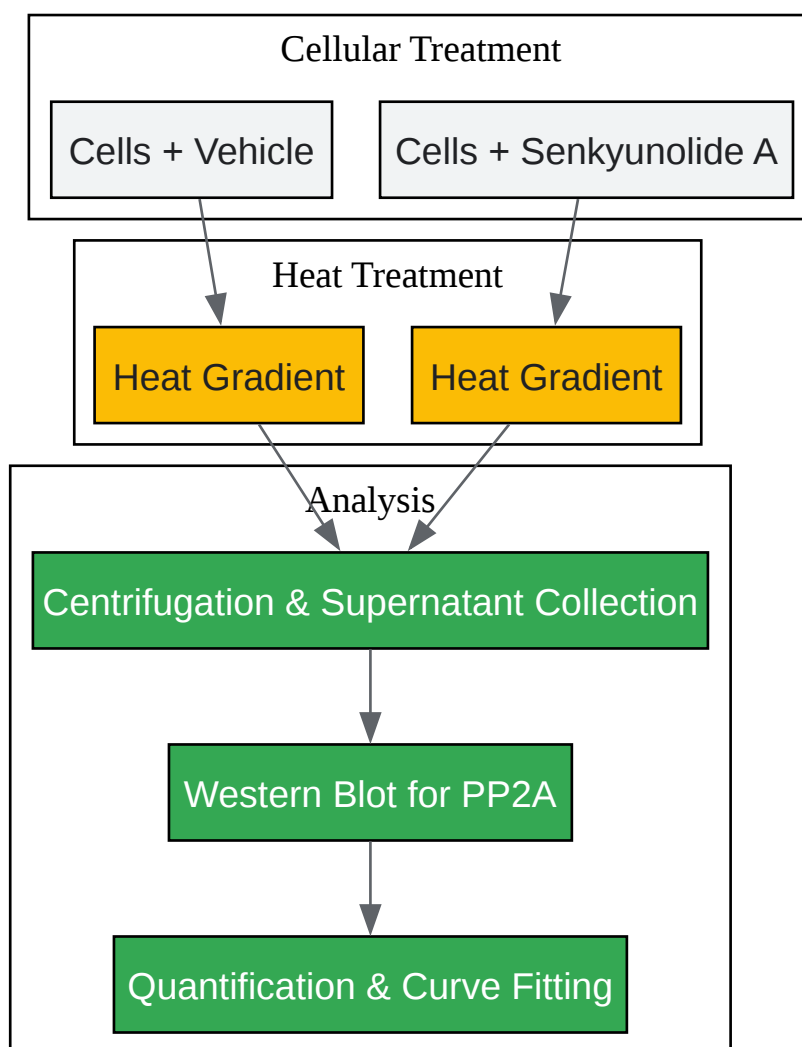 Cellular Treatment
Cells + Vehicle
Cells + Senkyunolide A
Heat Treatment
Heat Gradient
Heat Gradient
Analysis
Centrifugation & Supernatant Collection
Western Blot for PP2A
Quantification & Curve Fitting